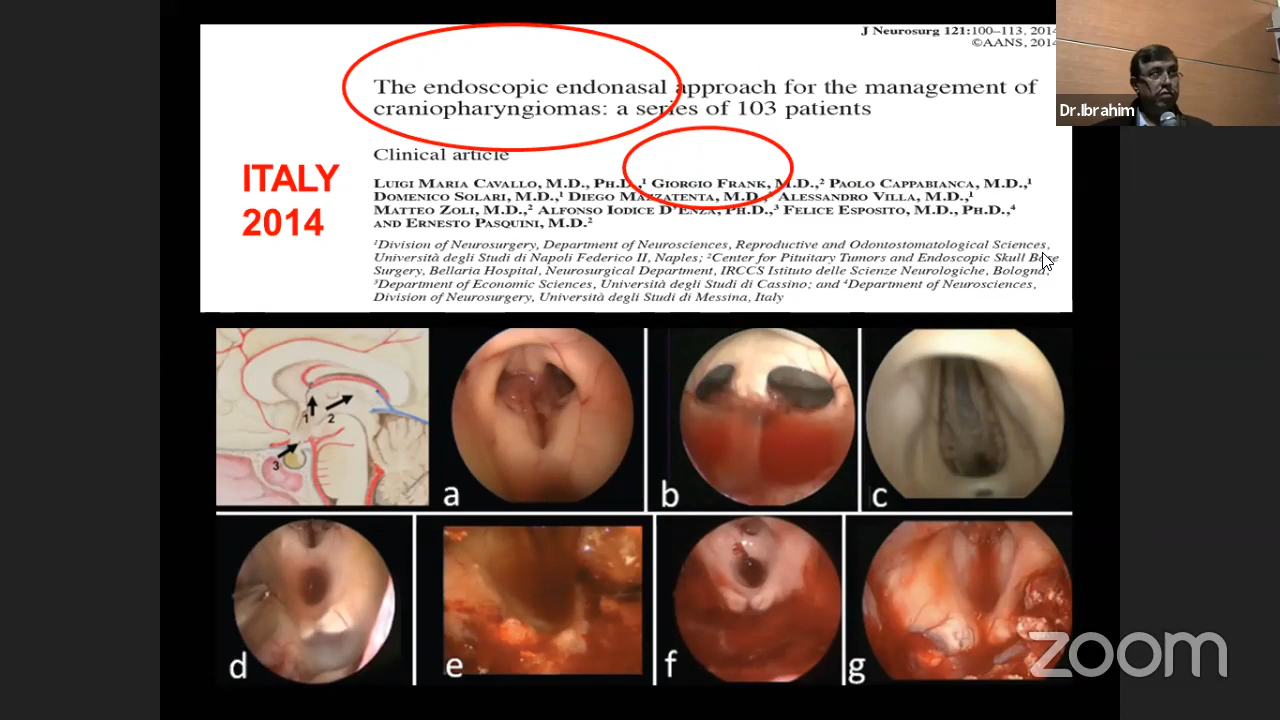 J Neurosurg 121:100–113, 2014
©AANS, 2014
The endoscopic endonasal approach for the management of
craniopharyngiomas: a series of 103 patients
Clinical article
ITALY
2014
Luigi Maria Cavallo, M.D., Ph.D.,¹ Giorgio Frank, M.D.,² Paolo Cappabianca, M.D.,¹
Domenico Solari, M.D.,¹ Diego Mazzatenta, M.D., Alessandro Villa, M.D.,¹
Matteo Zoli, M.D.,² Alfonso Iodice D'Enza, Ph.D.,³ Felice Esposito, M.D., Ph.D.,⁴
and Ernesto Pasquini, M.D.²
¹Division of Neurosurgery, Department of Neurosciences, Reproductive and Odontostomatological Sciences,
Università degli Studi di Napoli Federico II, Naples; ²Center for Pituitary Tumors and Endoscopic Skull Base
Surgery, Bellaria Hospital, Neurosurgical Department, IRCCS Istituto delle Scienze Neurologiche, Bologna;
³Department of Economic Sciences, Università degli Studi di Cassino; and ⁴Department of Neurosciences,
Division of Neurosurgery, Università degli Studi di Messina, Italy
Dr.Ibrahim
1
2
3
a
b
c
d
e
f
g
zoom